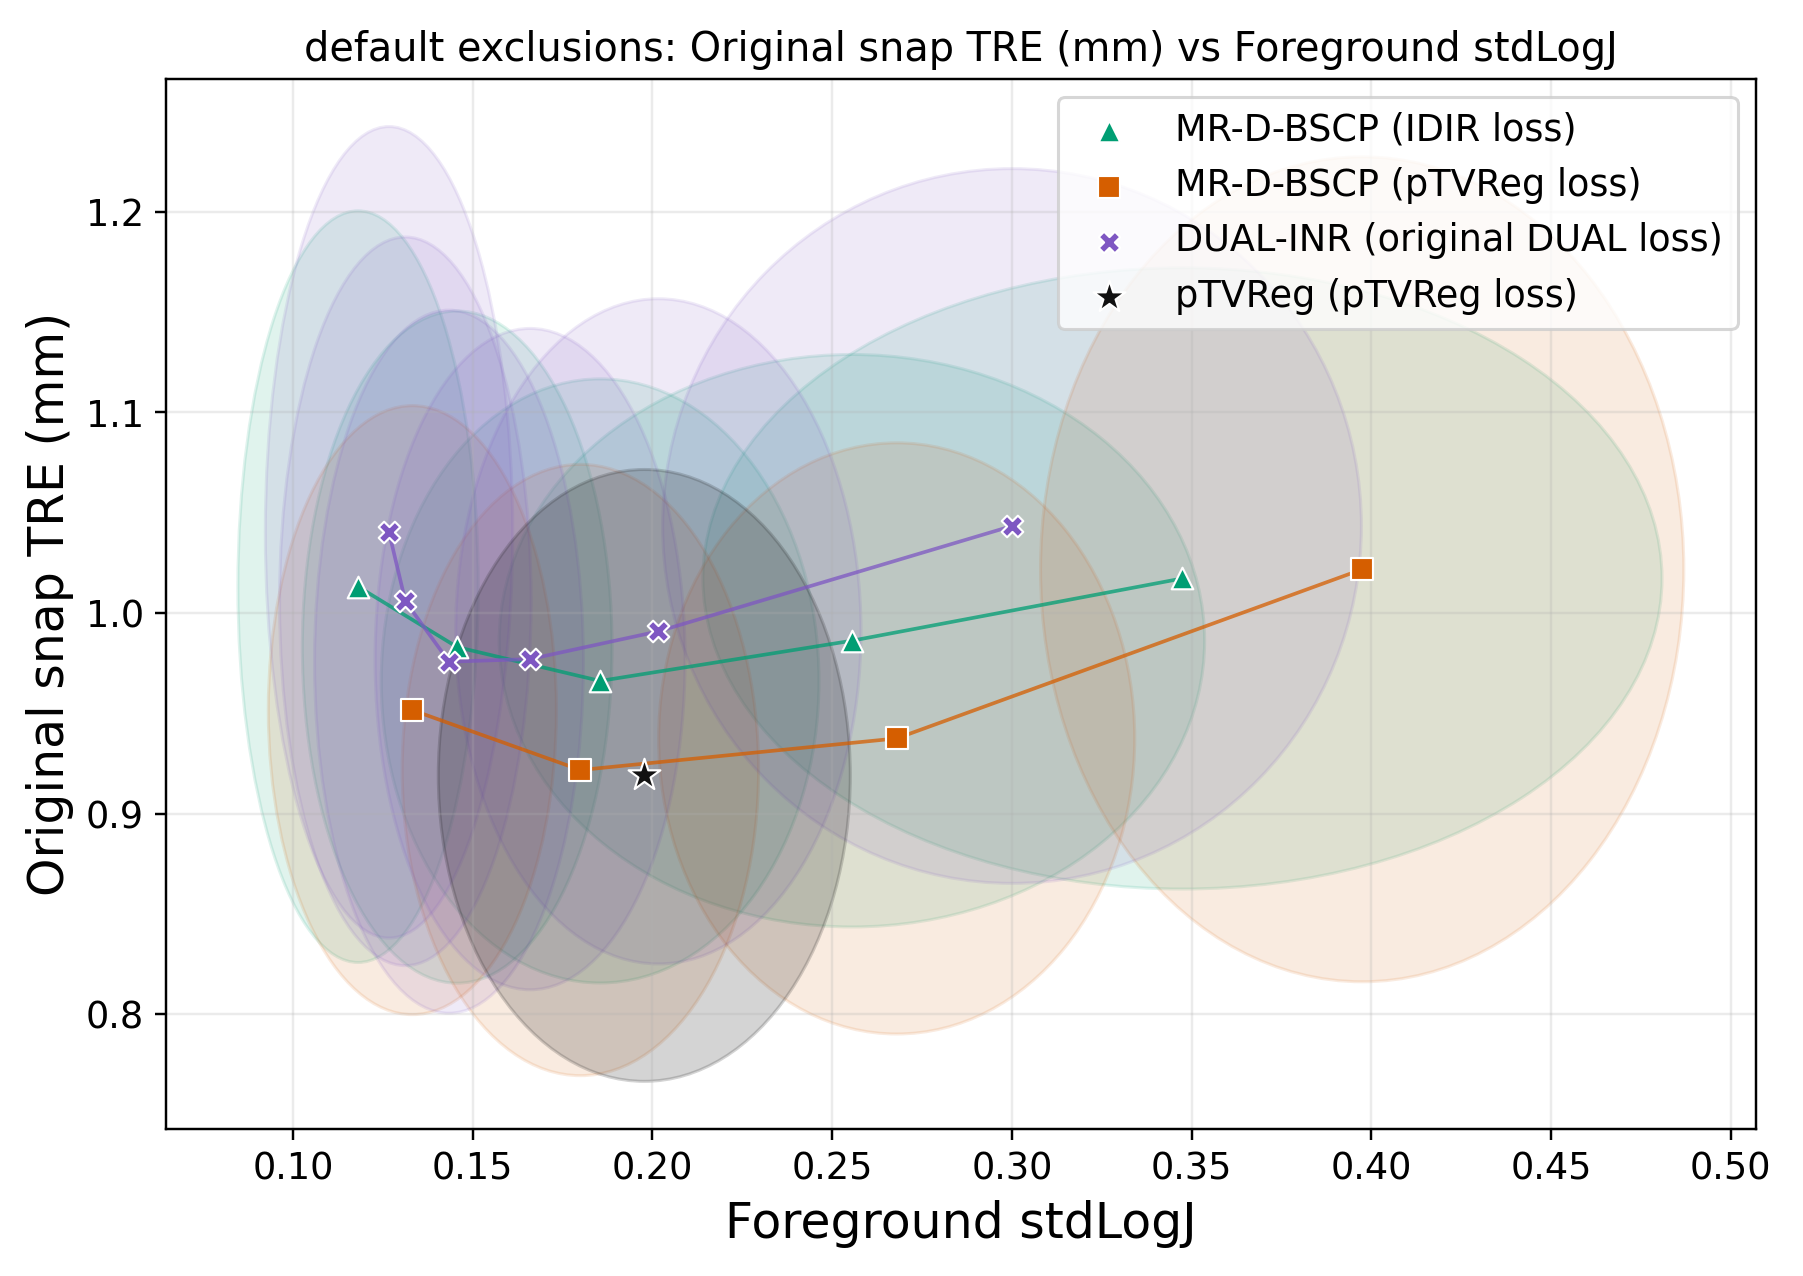 default exclusions: Original snap TRE (mm) vs Foreground stdLogJ
MR-D-BSCP (IDIR loss)
MR-D-BSCP (pTVReg loss)
DUAL-INR (original DUAL loss)
pTVReg (pTVReg loss)
Original snap TRE (mm)
1.2
1.1
1.0
0.9
0.8
0.10 0.15 0.20 0.25 0.30 0.35 0.40 0.45 0.50
Foreground stdLogJ